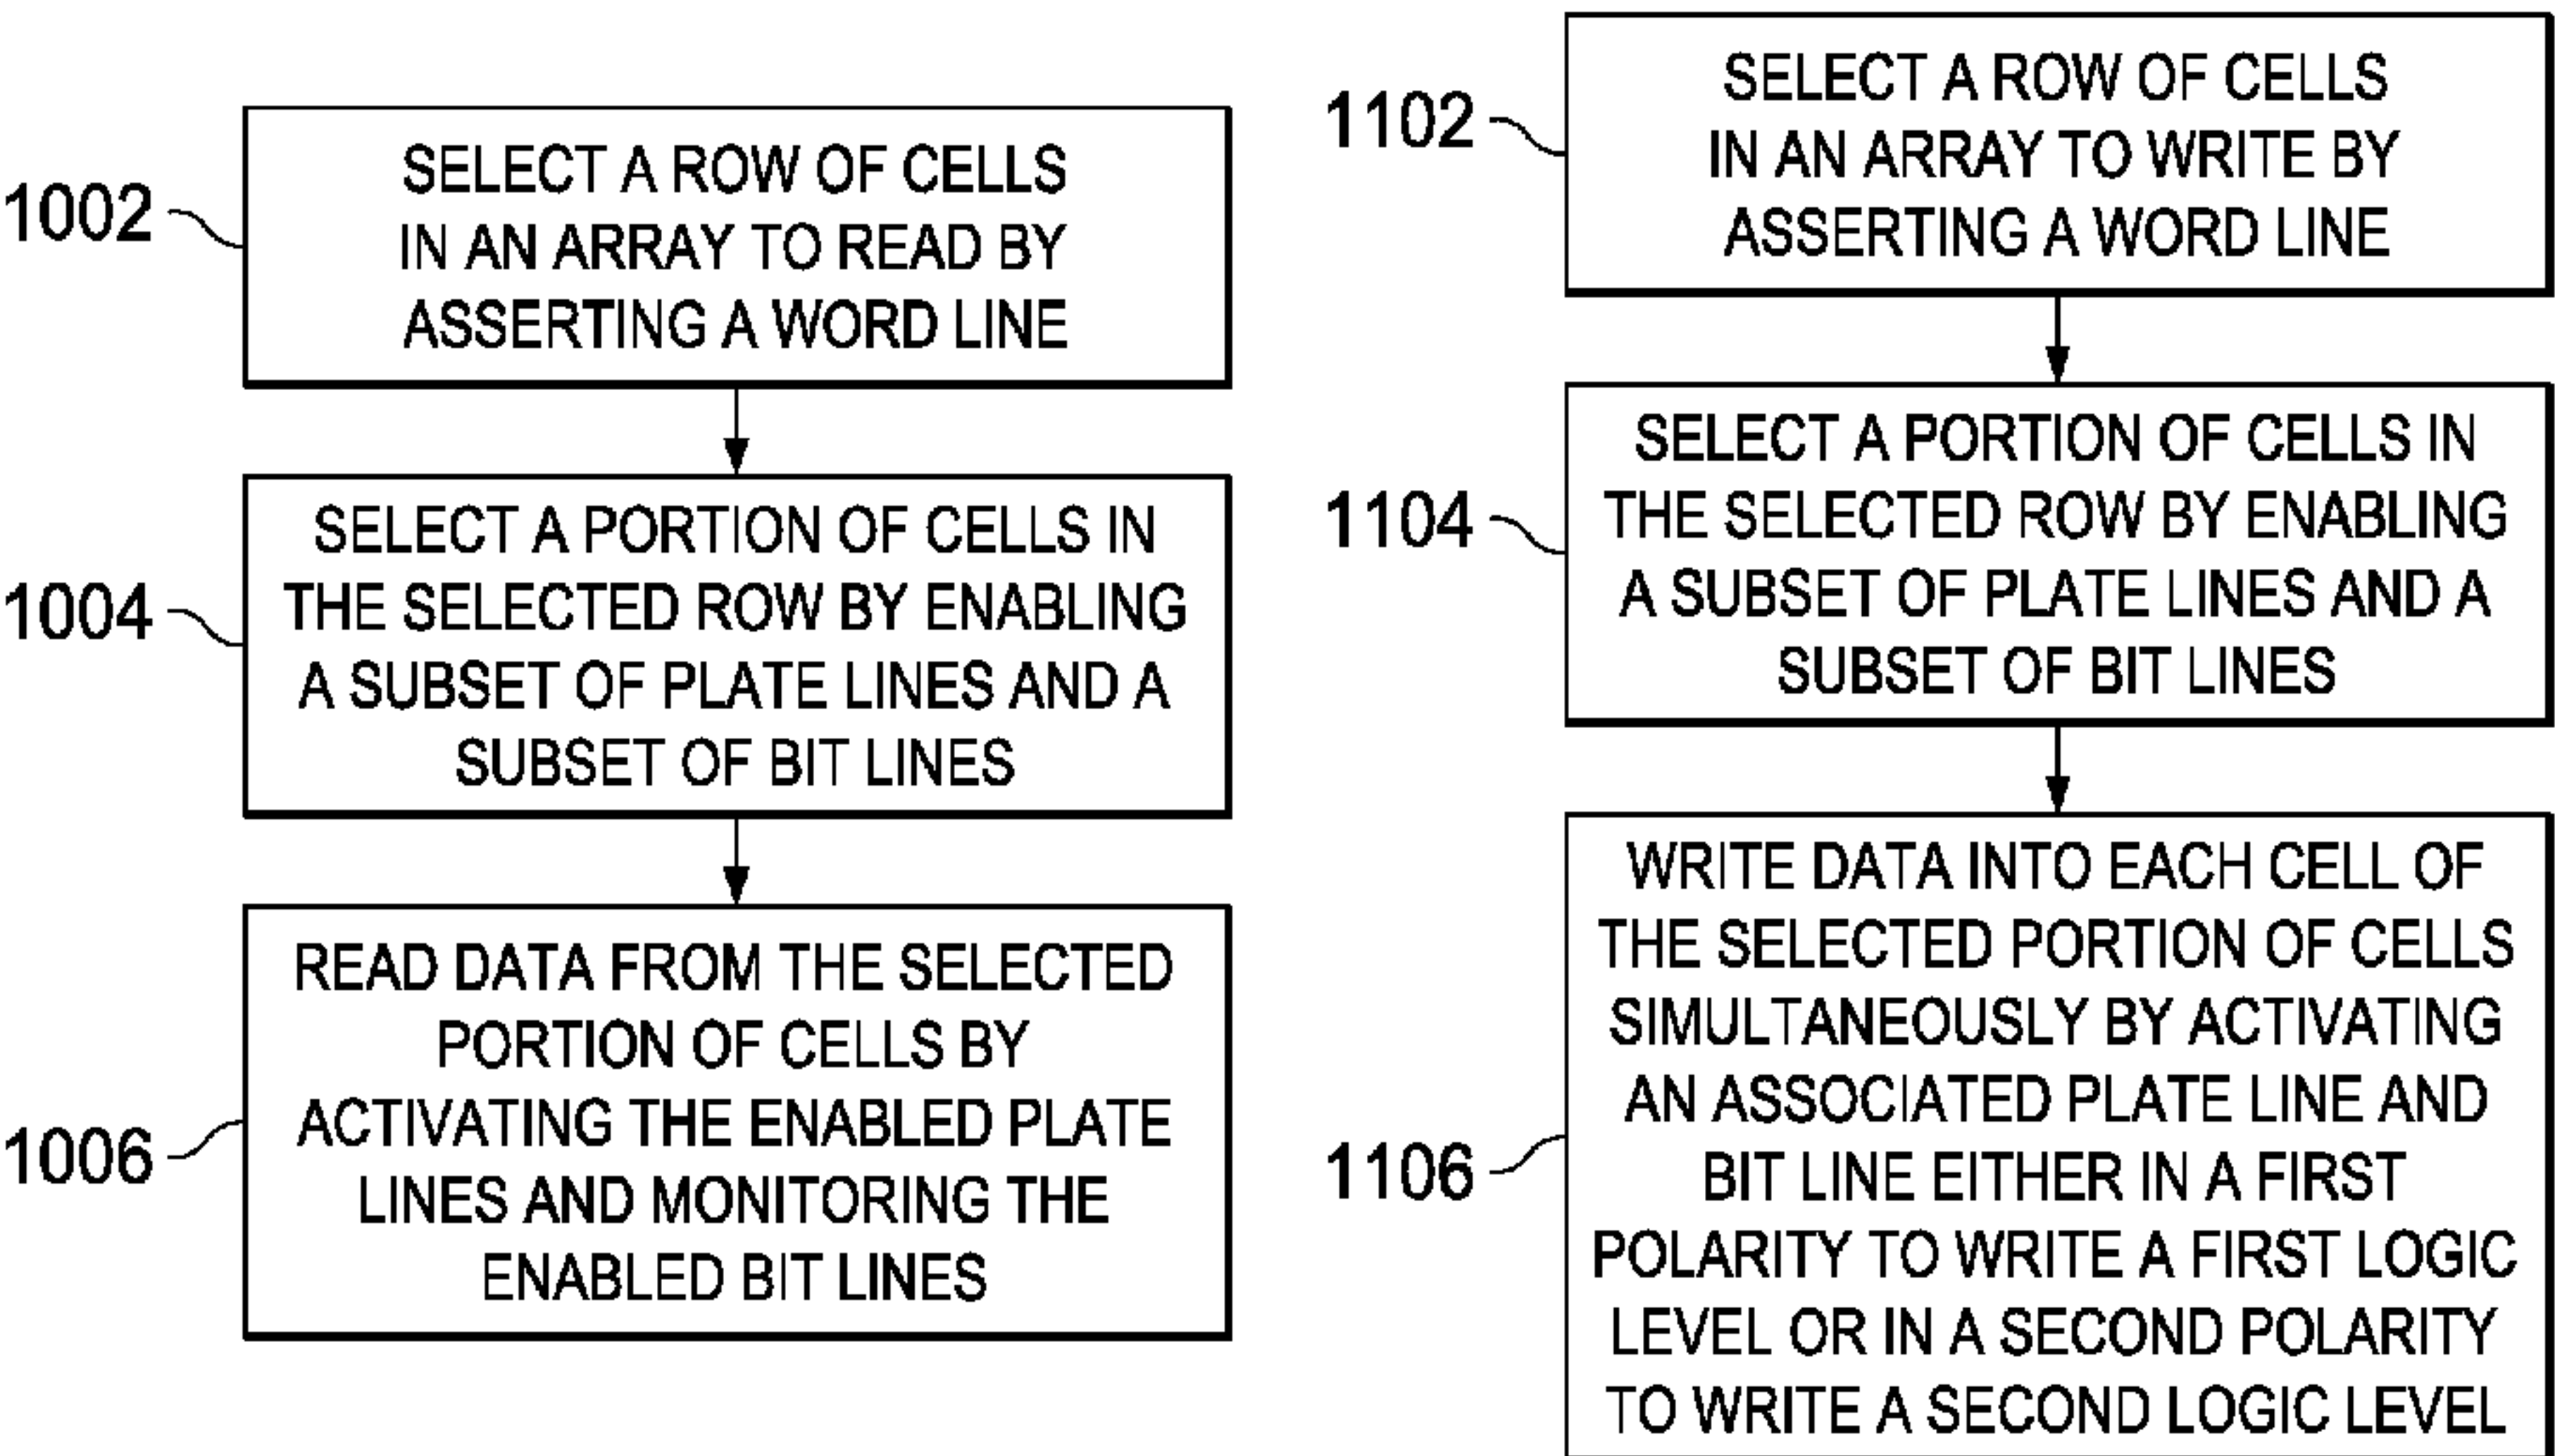 1002
SELECT A ROW OF CELLS
IN AN ARRAY TO READ BY
ASSERTING A WORD LINE
1004
SELECT A PORTION OF CELLS IN
THE SELECTED ROW BY ENABLING
A SUBSET OF PLATE LINES AND A
SUBSET OF BIT LINES
1006
READ DATA FROM THE SELECTED
PORTION OF CELLS BY
ACTIVATING THE ENABLED PLATE
LINES AND MONITORING THE
ENABLED BIT LINES
1102
SELECT A ROW OF CELLS
IN AN ARRAY TO WRITE BY
ASSERTING A WORD LINE
1104
SELECT A PORTION OF CELLS IN
THE SELECTED ROW BY ENABLING
A SUBSET OF PLATE LINES AND A
SUBSET OF BIT LINES
1106
WRITE DATA INTO EACH CELL OF
THE SELECTED PORTION OF CELLS
SIMULTANEOUSLY BY ACTIVATING
AN ASSOCIATED PLATE LINE AND
BIT LINE EITHER IN A FIRST
POLARITY TO WRITE A FIRST LOGIC
LEVEL OR IN A SECOND POLARITY
TO WRITE A SECOND LOGIC LEVEL